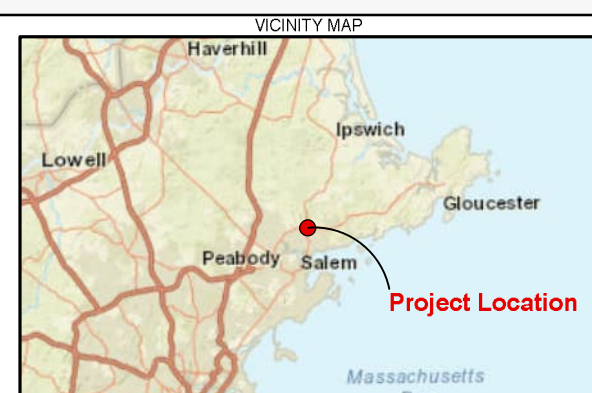 VICINITY MAP
Haverhill
Ipswich
Lowell
Gloucester
Peabody
Salem
Project Location
Massachusetts